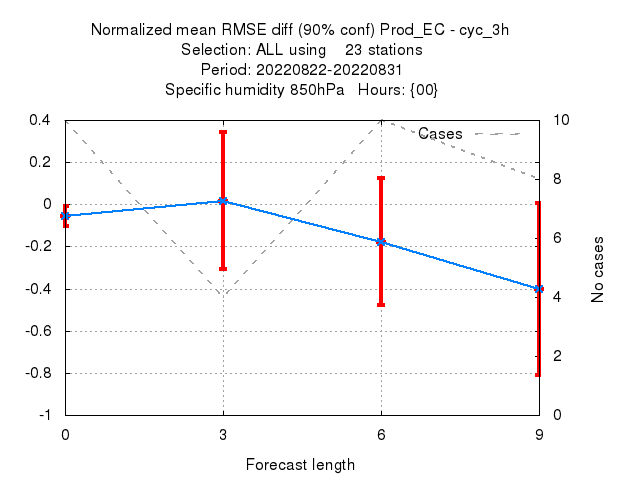 Normalized mean RMSE diff (90% conf) Prod_EC - cyc_3h
Selection: ALL using 23 stations
Period: 20220822-20220831
Specific humidity 850hPa Hours: {00}
Cases
0.4
0.2
0
-0.2
-0.4
-0.6
-0.8
-1
10
8
6
4
2
0
No cases
0 3 6 9
Forecast length